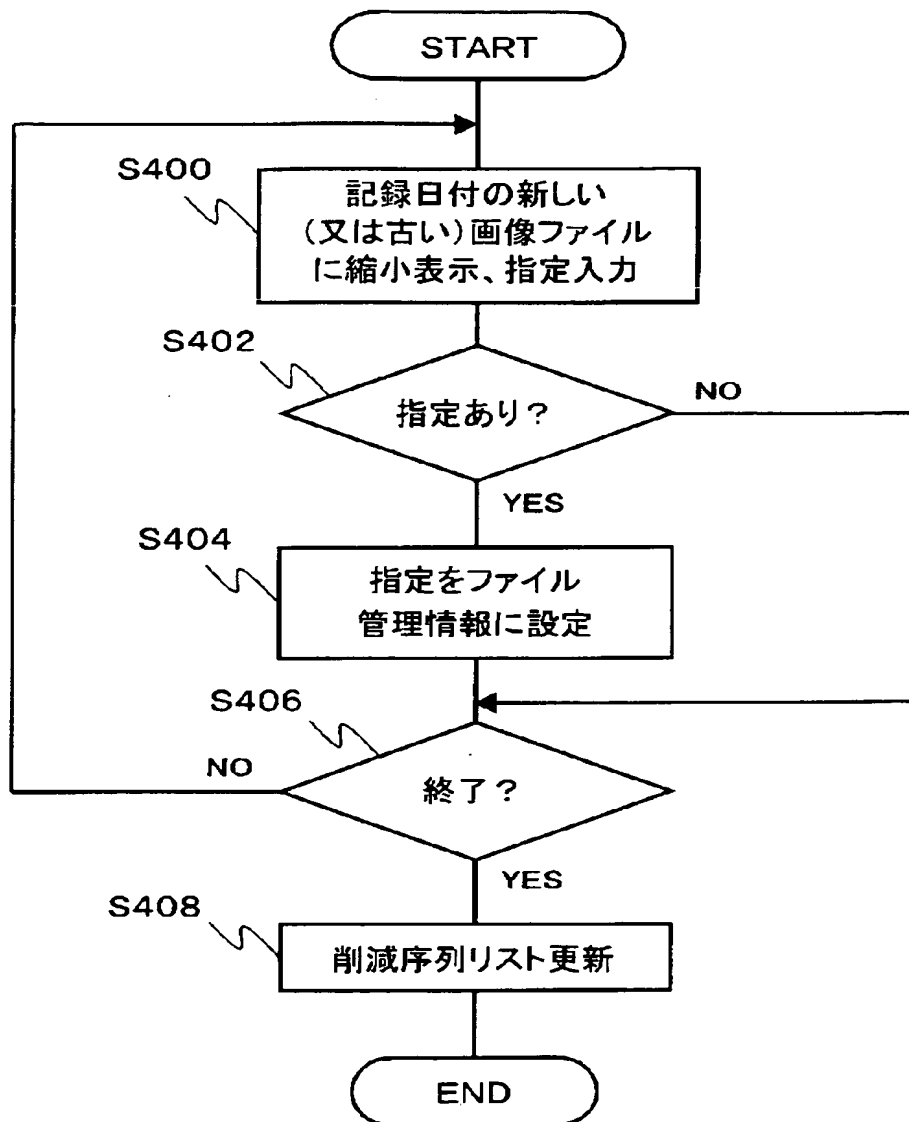 START
S400
記録日付の新しい
(又は古い)画像ファイル
に縮小表示、指定入力
S402
指定あり?
NO
YES
S404
指定をファイル
管理情報に設定
S406
NO
終了?
YES
S408
削減序列リスト更新
END